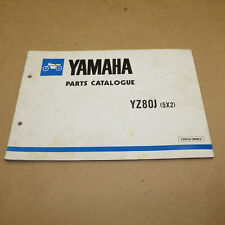 YAMAHA
PARTS CATALOGUE
YZ80J (5X2)